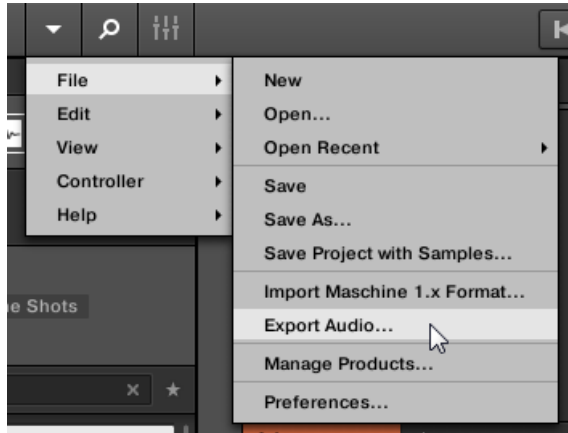 File
Edit
View
Controller
Help
New
Open...
Open Recent
Save
Save As...
Save Project with Samples...
Import Maschine 1.x Format...
Export Audio...
Manage Products...
Preferences...
e Shots